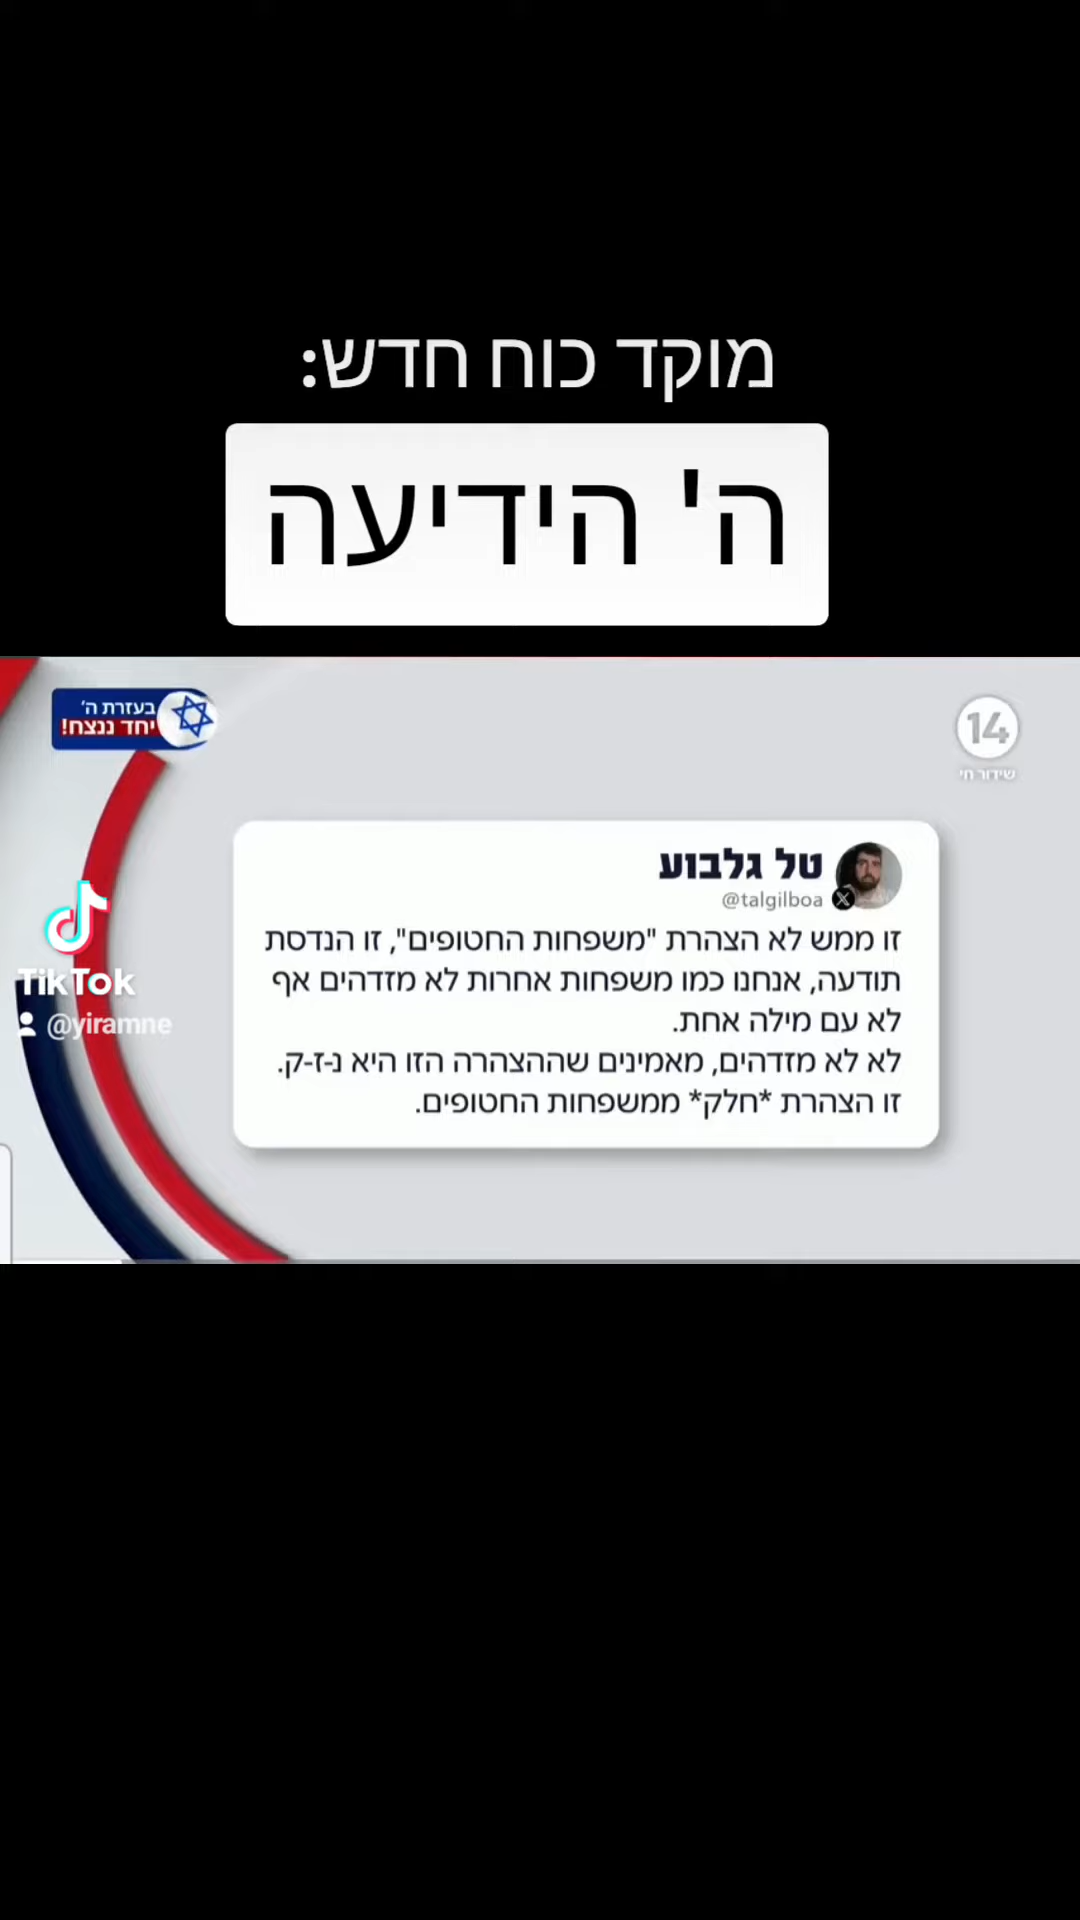 מוקד כוח חדש:
ה' הידיעה
בעזרת ה'
יחד ננצח!
14
שידור חי
טל גלבוע
@talgilboa
זו ממש לא הצהרת "משפחות החטופים", זו הנדסת
תודעה, אנחנו כמו משפחות אחרות לא מזדהים אף
לא עם מילה אחת.
לא לא מזדהים, מאמינים שההצהרה הזו היא נ-ז-ק.
זו הצהרת *חלק* ממשפחות החטופים.
TikTok
@yiramne